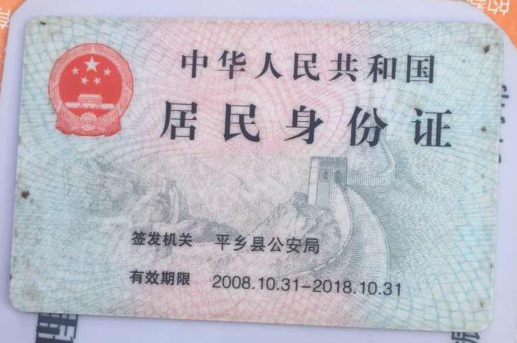 中华人民共和国
居民身份证
签发机关 平乡县公安局
有效期限 2008.10.31-2018.10.31